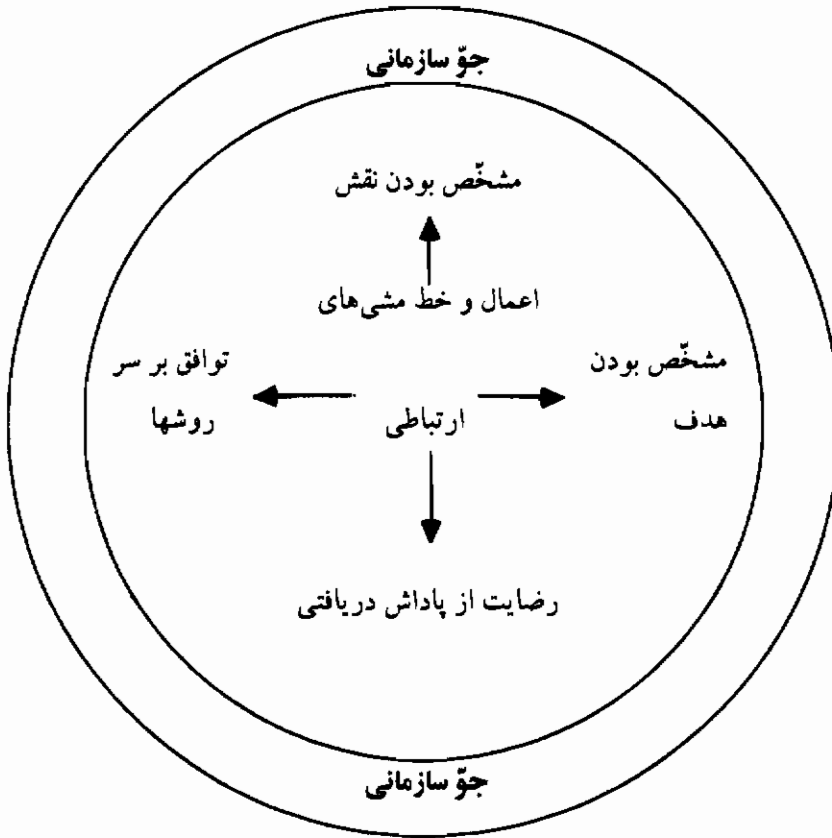 جوّ سازمانی
مشخّص بودن نقش
اعمال و خط مشی‌های
مشخّص بودن
هدف
ارتباطی
توافق بر سر
روشها
رضایت از پاداش دریافتی
جوّ سازمانی